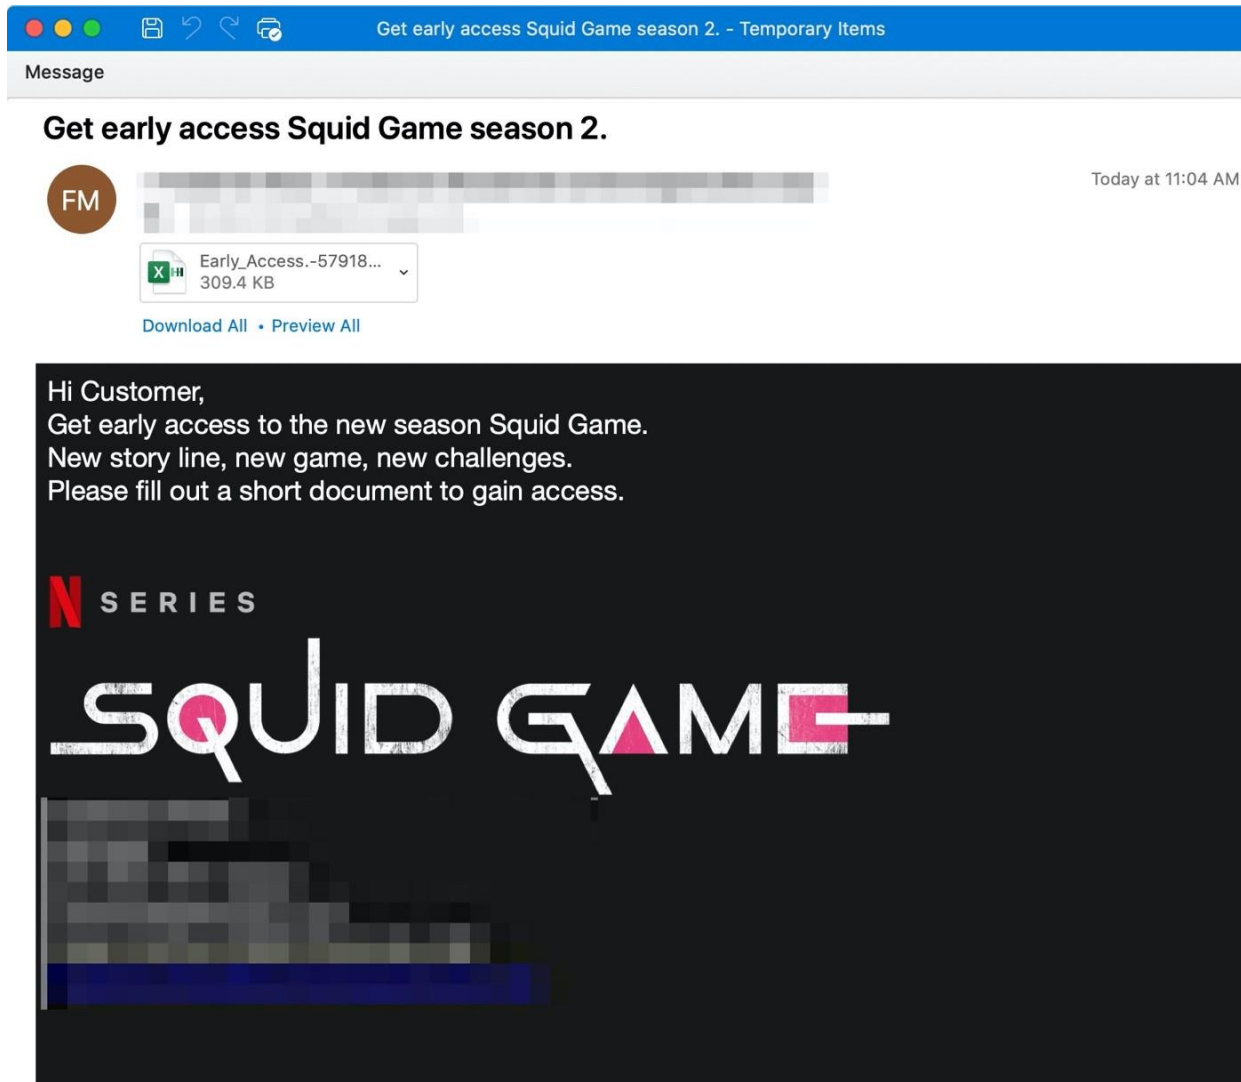 Get early access Squid Game season 2. - Temporary Items
Message
Get early access Squid Game season 2.
FM
Today at 11:04 AM
Early_Access.-57918...
309.4 KB
Download All • Preview All
Hi Customer,
Get early access to the new season Squid Game.
New story line, new game, new challenges.
Please fill out a short document to gain access.
N SERIES
SQUID GAME